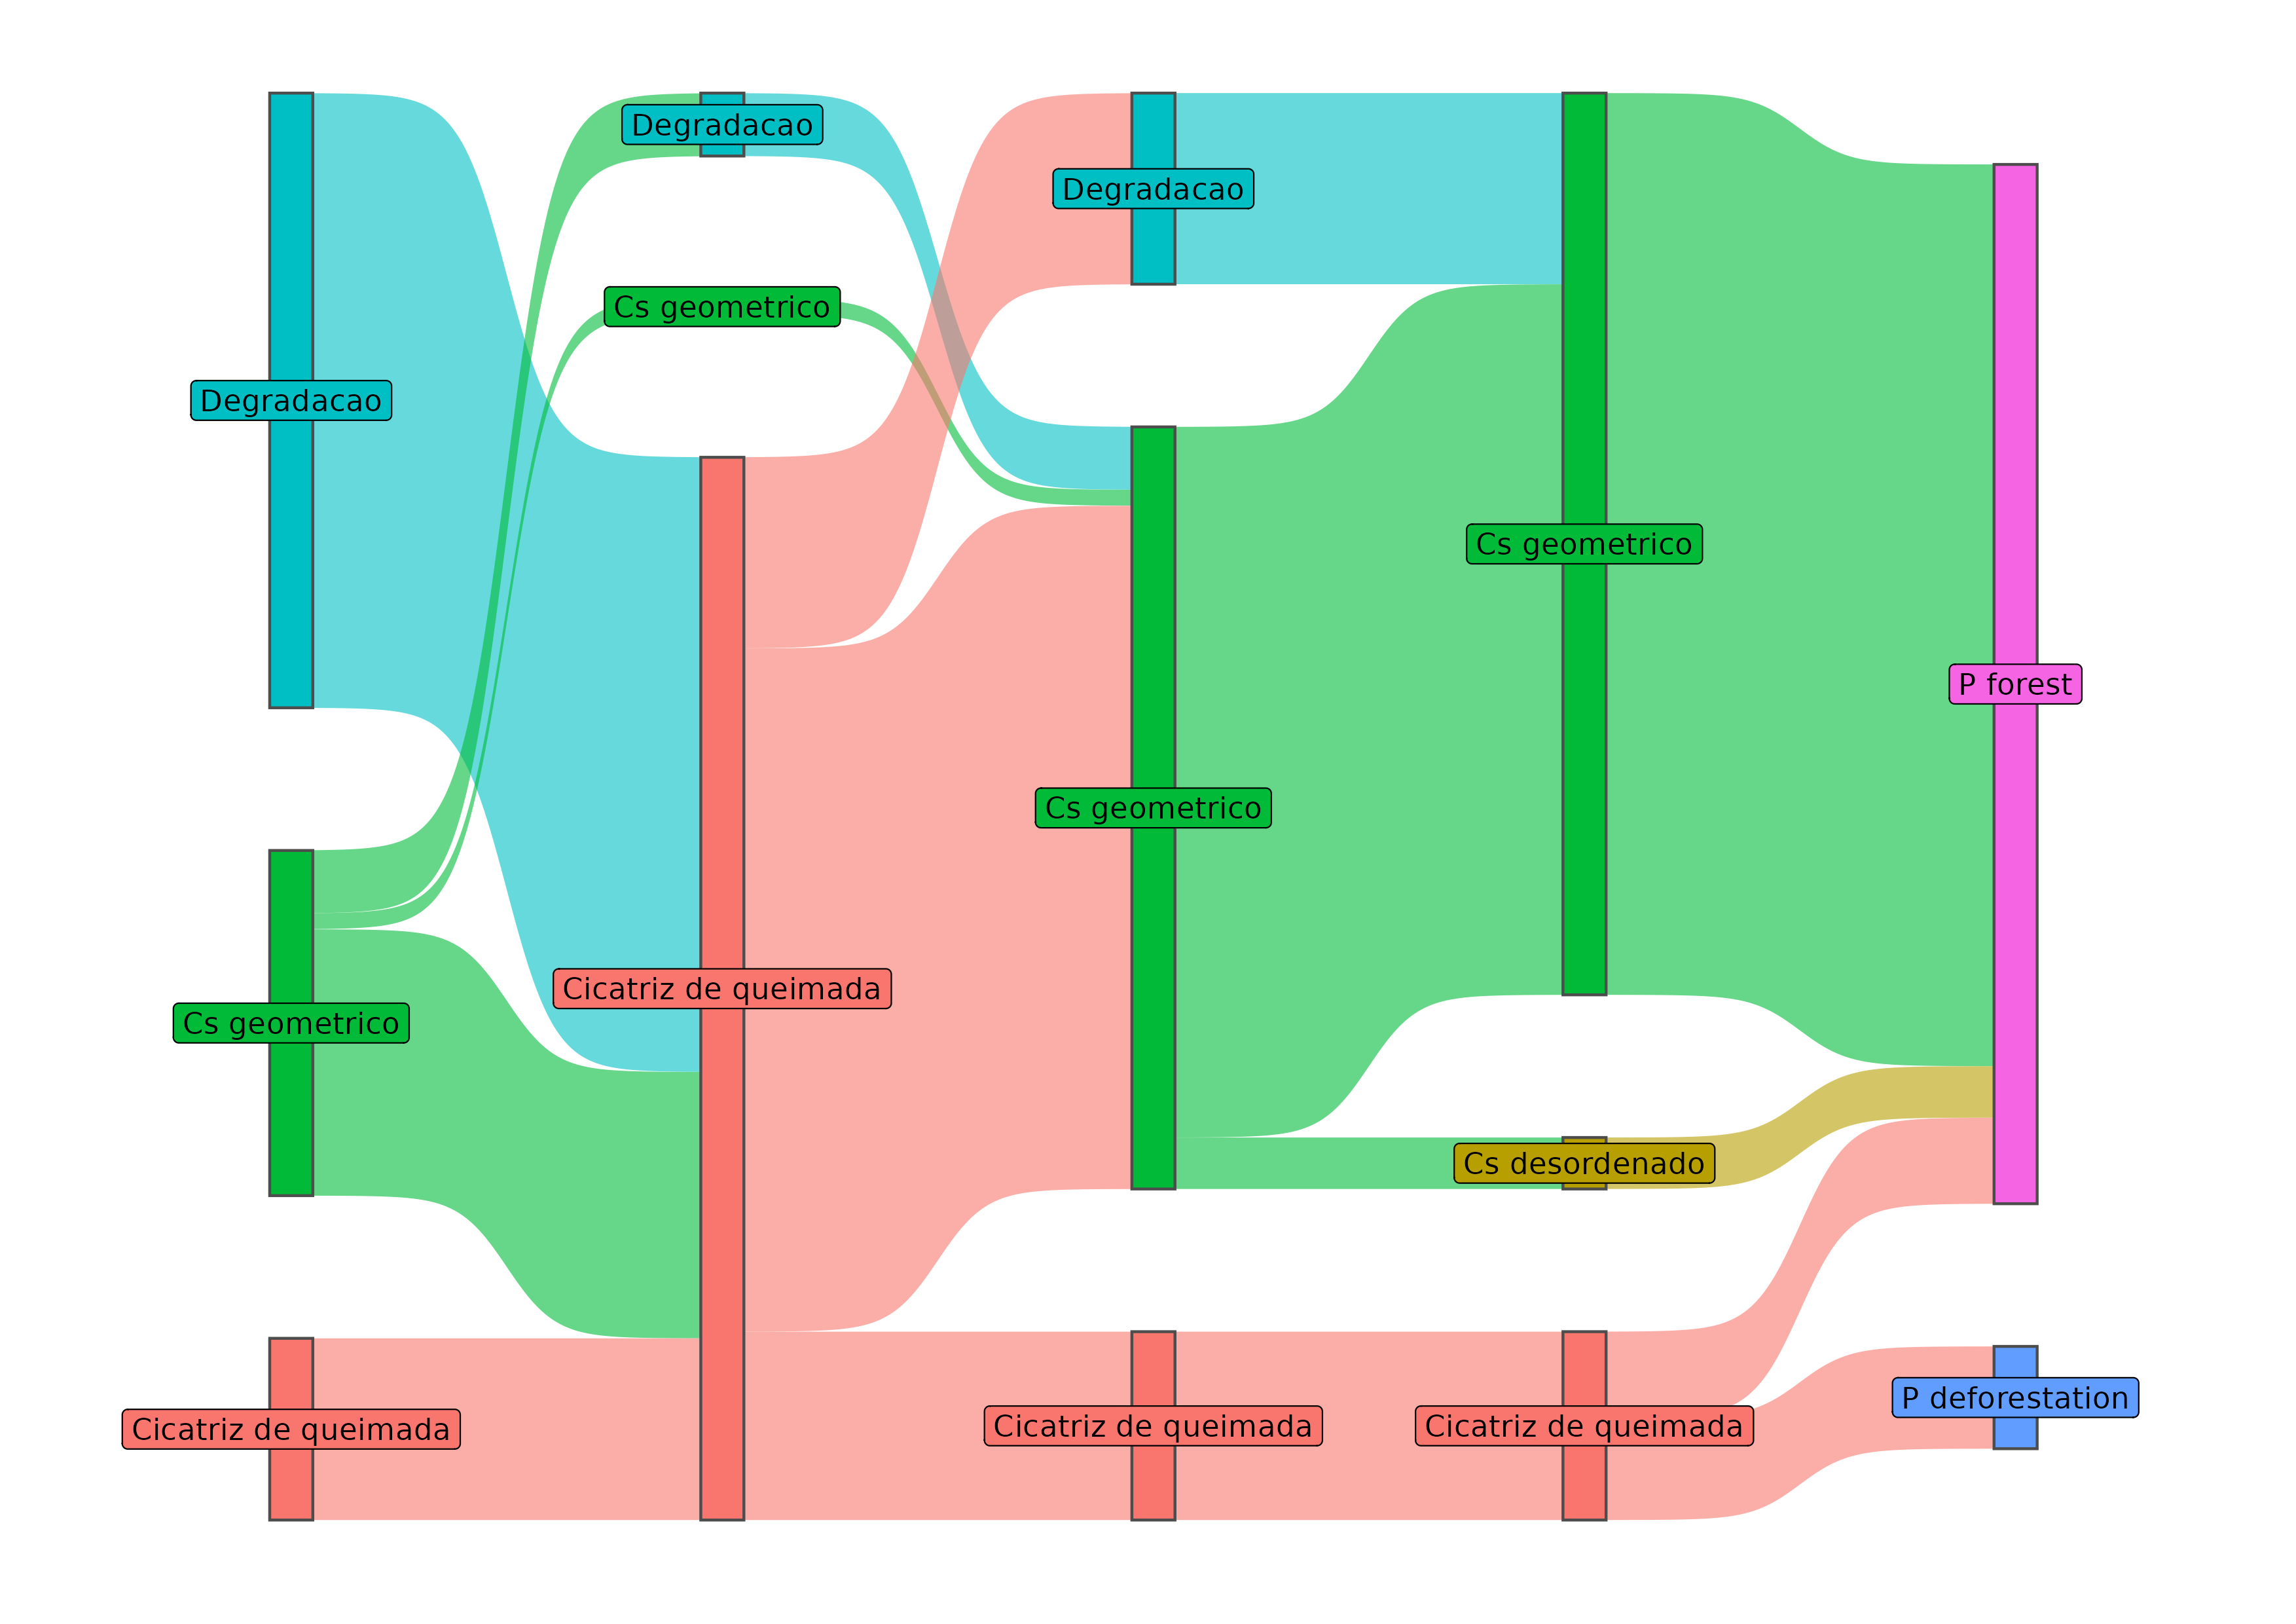 Degradacao
Cs geometrico
Cicatriz de queimada
Degradacao
Cs geometrico
Cicatriz de queimada
Degradacao
Cs geometrico
Cicatriz de queimada
Cs geometrico
Cs desordenado
Cicatriz de queimada
P forest
P deforestation